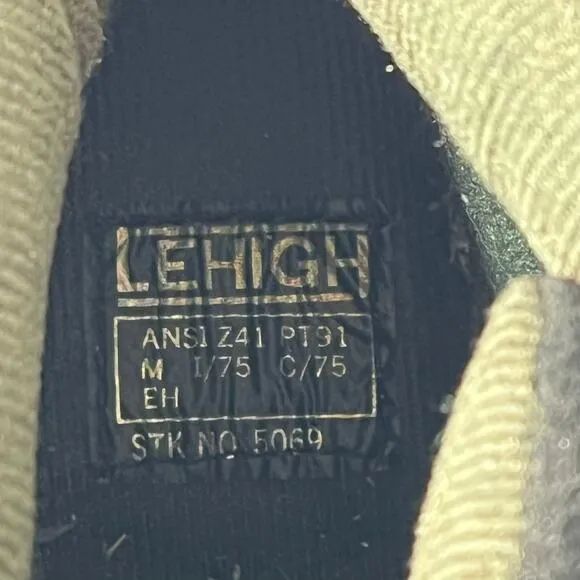 LEHIGH
ANSI Z41 PT91
M I/75 C/75
EH
STK NO 5069